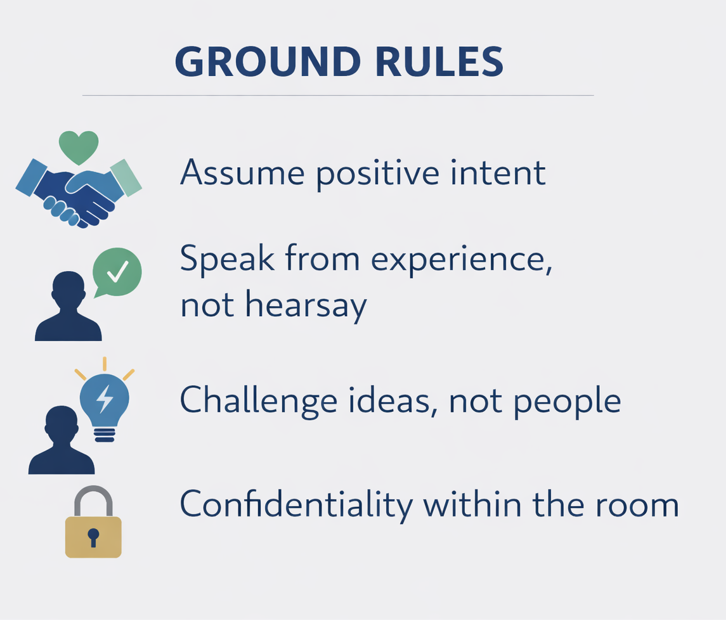 GROUND RULES
Assume positive intent
Speak from experience,
not hearsay
Challenge ideas, not people
Confidentiality within the room